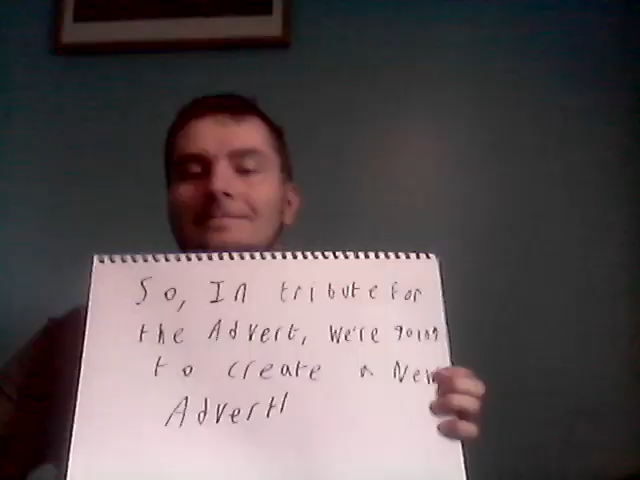 So, In tribute For
the Advert, we're going
to create a New
Advert!